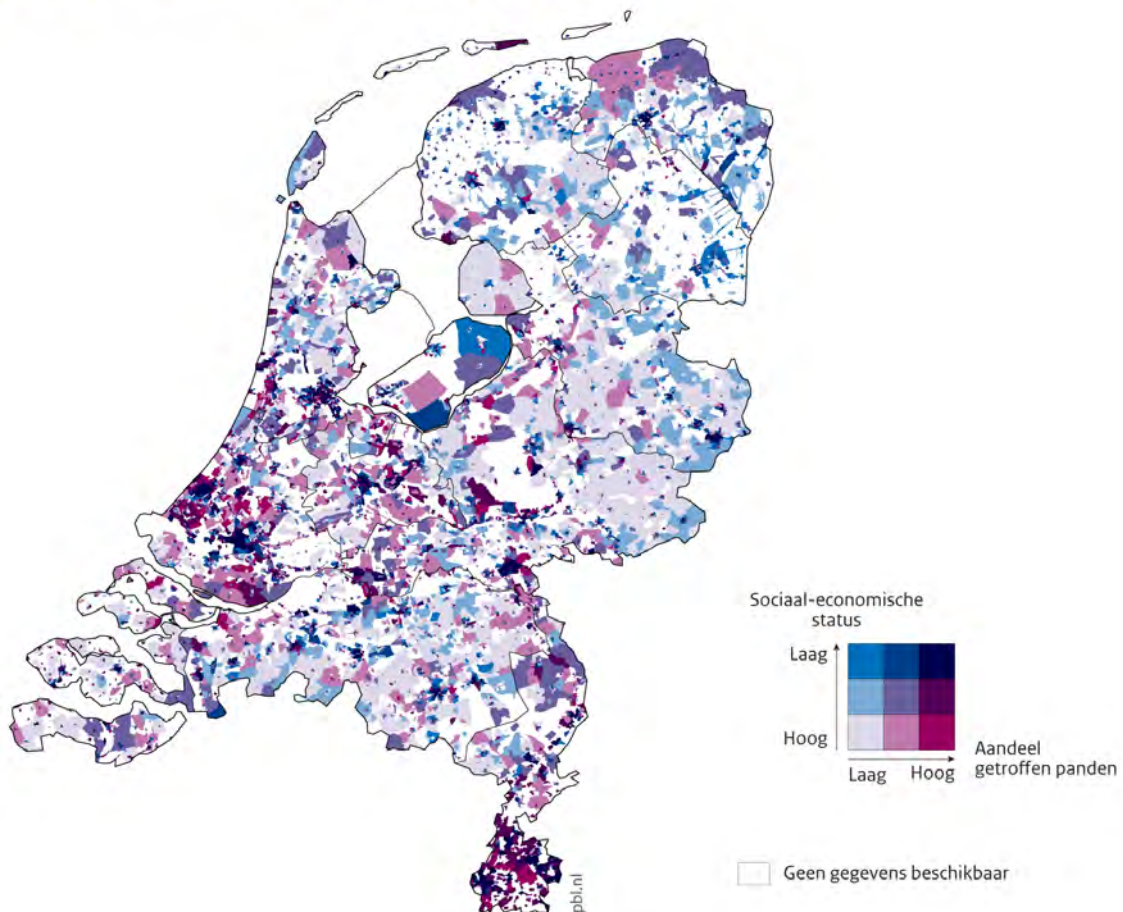 Sociaal-economische
status
Laag
Hoog
Laag Hoog
Aandeel
getroffen panden
Geen gegevens beschikbaar
pbl.nl